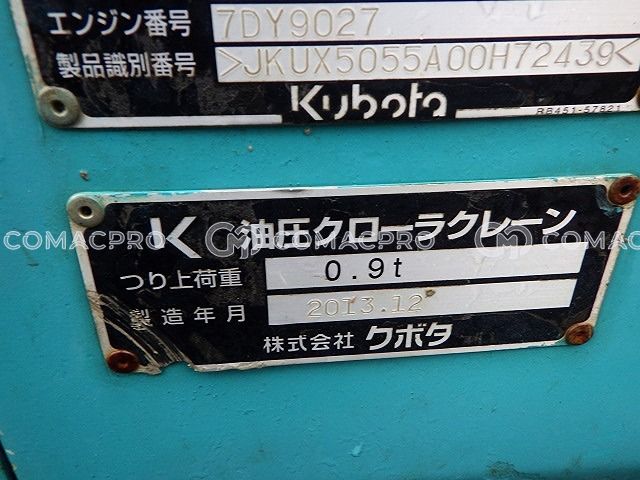 エンジン番号 7DY9027
製品識別番号 >JKUX5055A00H72439<
Kubota
RB451-57821
K 油圧クローラクレーン
COMACPRO COMACPRO COMACPRO
つり上荷重 0.9t
製造年月 2013.12
株式会社 クボタ